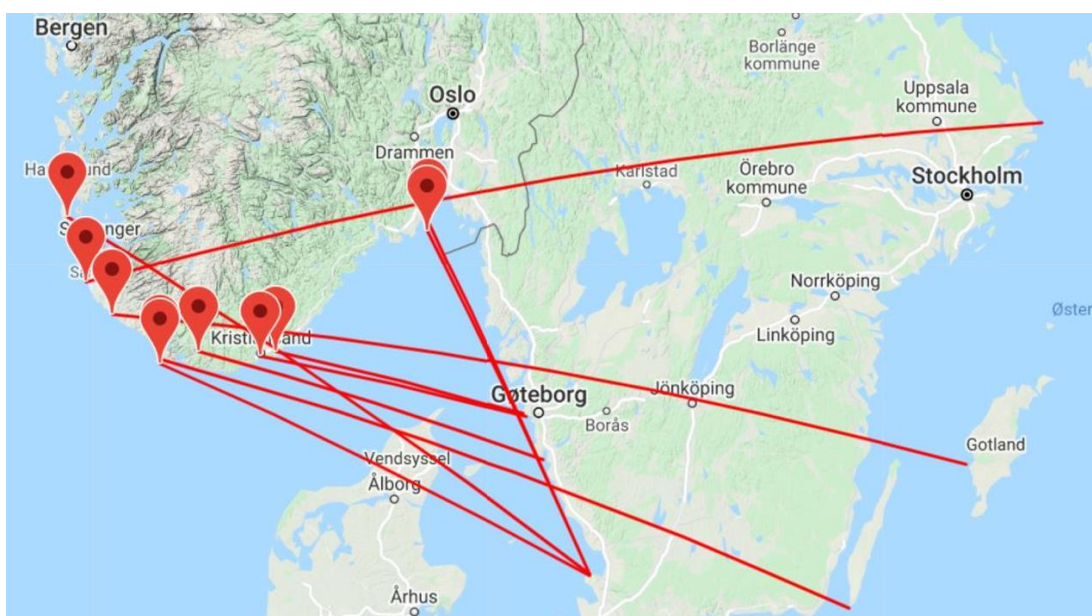 Bergen
Borlänge
kommune
Oslo
Uppsala
kommune
Drammen
Karlstad
Örebro
kommune
Stockholm
Norrköping
Linköping
Gøteborg
Jönköping
Borås
Gotland
Vendsyssel
Ålborg
Århus